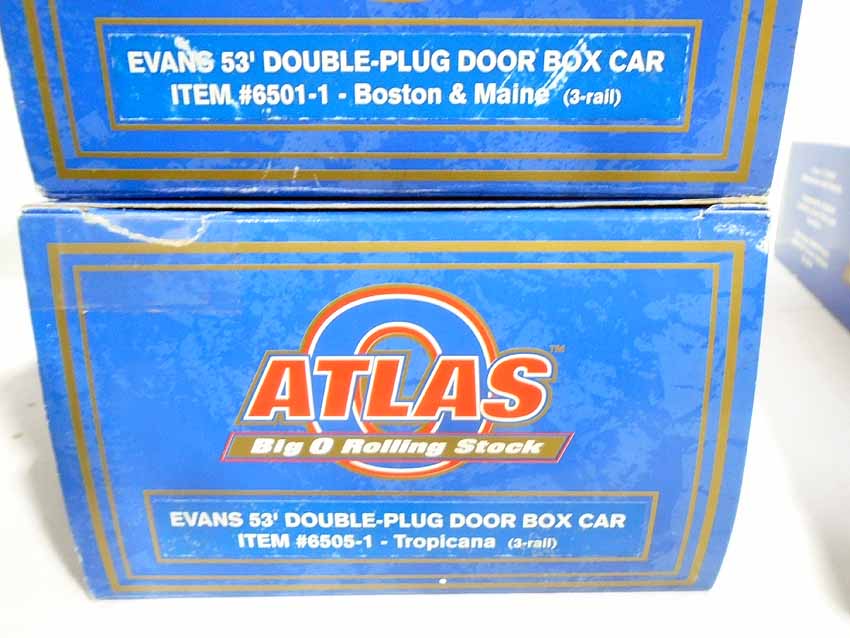 EVANS 53' DOUBLE-PLUG DOOR BOX CAR
ITEM #6501-1 - Boston & Maine (3-rail)
ATLAS™
Big O Rolling Stock
EVANS 53' DOUBLE-PLUG DOOR BOX CAR
ITEM #6505-1 - Tropicana (3-rail)